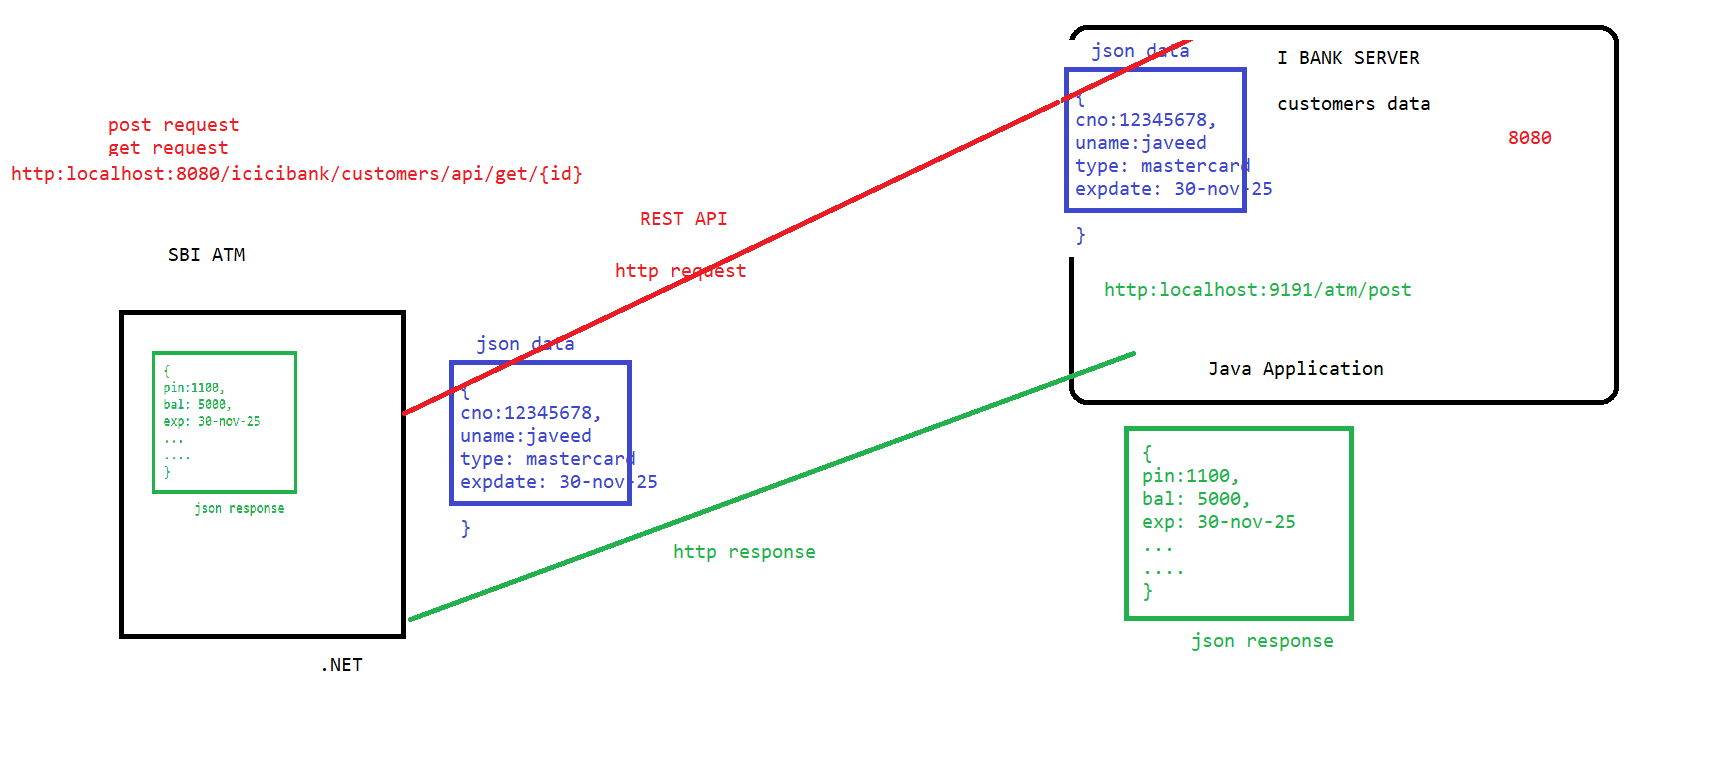 post request
get request
http:localhost:8080/icicibank/customers/api/get/{id}
SBI ATM
{
pin:1100,
bal: 5000,
exp: 30-nov-25
...
....
}
json response
.NET
REST API
http request
json data
{
cno:12345678,
uname:javeed
type: mastercard
expdate: 30-nov-25
}
http response
json data
{
cno:12345678,
uname:javeed
type: mastercard
expdate: 30-nov-25
}
I BANK SERVER
customers data
8080
http:localhost:9191/atm/post
Java Application
{
pin:1100,
bal: 5000,
exp: 30-nov-25
...
....
}
json response